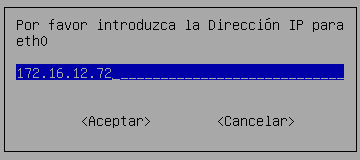 Por favor introduzca la Dirección IP para
eth0
172.16.12.72
<Aceptar> <Cancelar>